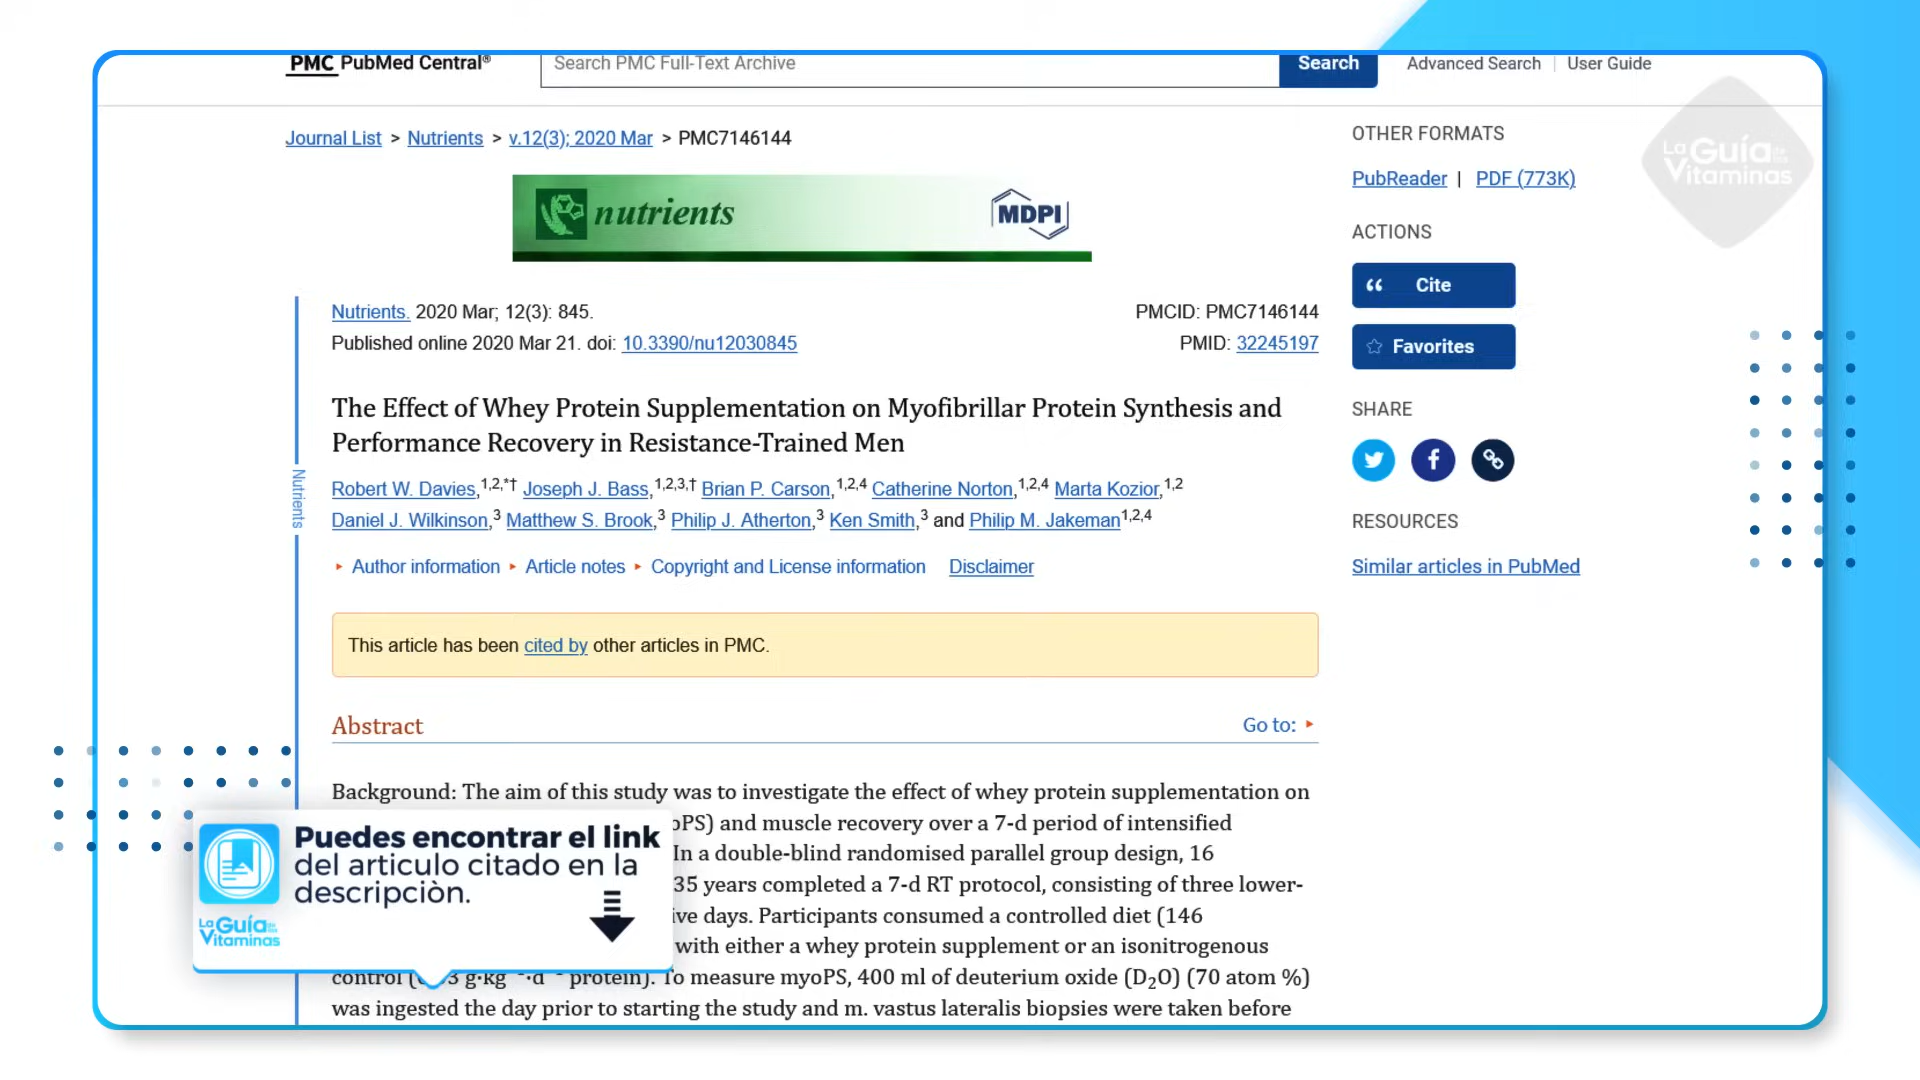 PMC PubMed Central®
Search PMC Full-Text Archive
Search
Advanced Search
User Guide
Journal List > Nutrients > v.12(3); 2020 Mar > PMC7146144
nutrients
MDPI
Nutrients. 2020 Mar; 12(3): 845.
PMCID: PMC7146144
Published online 2020 Mar 21. doi: 10.3390/nu12030845
PMID: 32245197
The Effect of Whey Protein Supplementation on Myofibrillar Protein Synthesis and
Performance Recovery in Resistance-Trained Men
Robert W. Davies,1,2,*† Joseph J. Bass,1,2,3,† Brian P. Carson,1,2,4 Catherine Norton,1,2,4 Marta Kozior,1,2
Daniel J. Wilkinson,3 Matthew S. Brook,3 Philip J. Atherton,3 Ken Smith,3 and Philip M. Jakeman1,2,4
Author information Article notes Copyright and License information Disclaimer
This article has been cited by other articles in PMC.
Abstract
Go to:
Background: The aim of this study was to investigate the effect of whey protein supplementation on
oPS) and muscle recovery over a 7-d period of intensified
In a double-blind randomised parallel group design, 16
35 years completed a 7-d RT protocol, consisting of three lower-
ive days. Participants consumed a controlled diet (146
with either a whey protein supplement or an isonitrogenous
control ( 3 g·kg ·d protein). To measure myoPS, 400 ml of deuterium oxide (D2O) (70 atom %)
was ingested the day prior to starting the study and m. vastus lateralis biopsies were taken before
Nutrients
OTHER FORMATS
PubReader | PDF (773K)
ACTIONS
Cite
Favorites
SHARE
RESOURCES
Similar articles in PubMed
La Guía de las
Vitaminas
Puedes encontrar el link
del articulo citado en la
descripciòn.
La Guía de las
Vitaminas